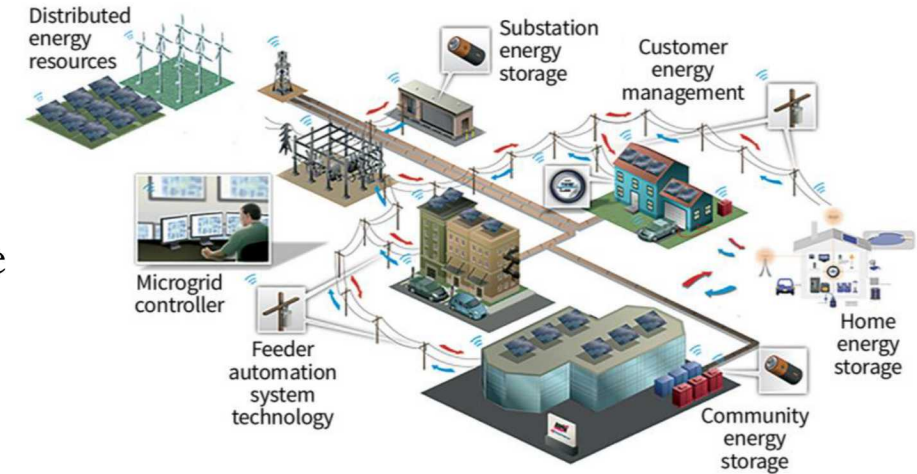 Distributed
energy
resources
Substation
energy
storage
Customer
energy
management
e
Microgrid
controller
Feeder
automation
system
technology
Home
energy
storage
Community
energy
storage